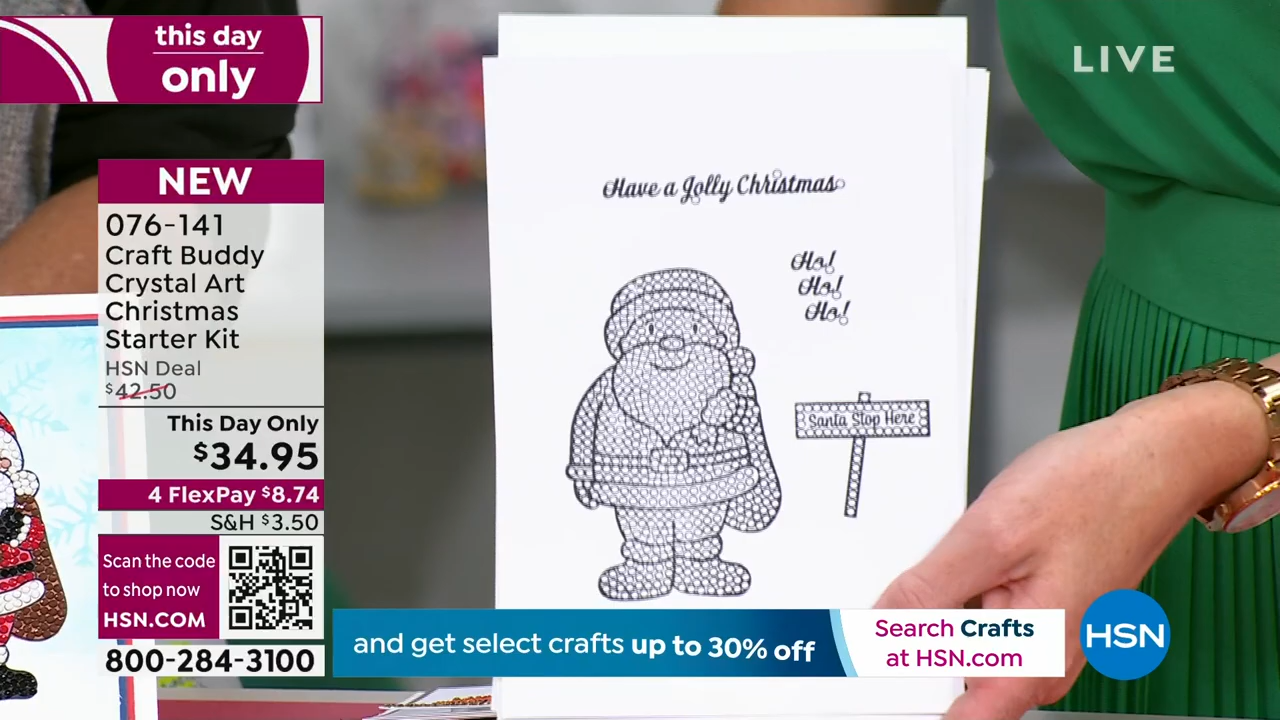 this day
only
LIVE
NEW
076-141
Craft Buddy
Crystal Art
Christmas
Starter Kit
HSN Deal
$42.50
This Day Only
$34.95
4 FlexPay $8.74
S&H $3.50
Scan the code
to shop now
HSN.COM
800-284-3100
Have a Jolly Christmas
Ho!
Ho!
Ho!
Santa Stop Here
and get select crafts up to 30% off
Search Crafts
at HSN.com
HSN